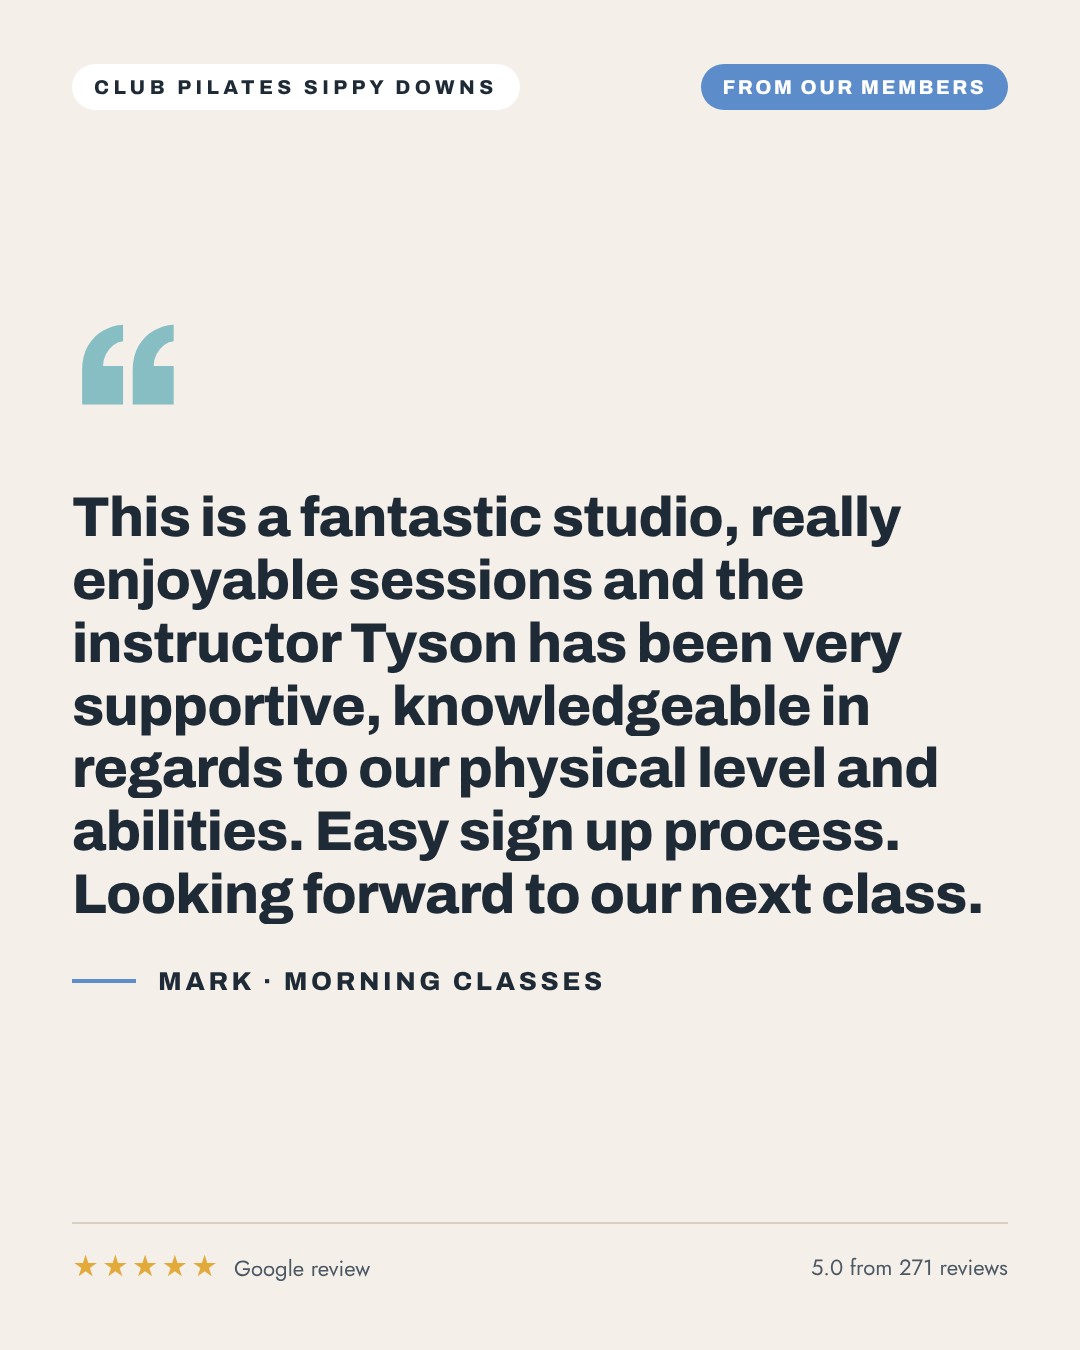 CLUB PILATES SIPPY DOWNS
FROM OUR MEMBERS
“
This is a fantastic studio, really
enjoyable sessions and the
instructor Tyson has been very
supportive, knowledgeable in
regards to our physical level and
abilities. Easy sign up process.
Looking forward to our next class.
MARK · MORNING CLASSES
★★★★★ Google review
5.0 from 271 reviews